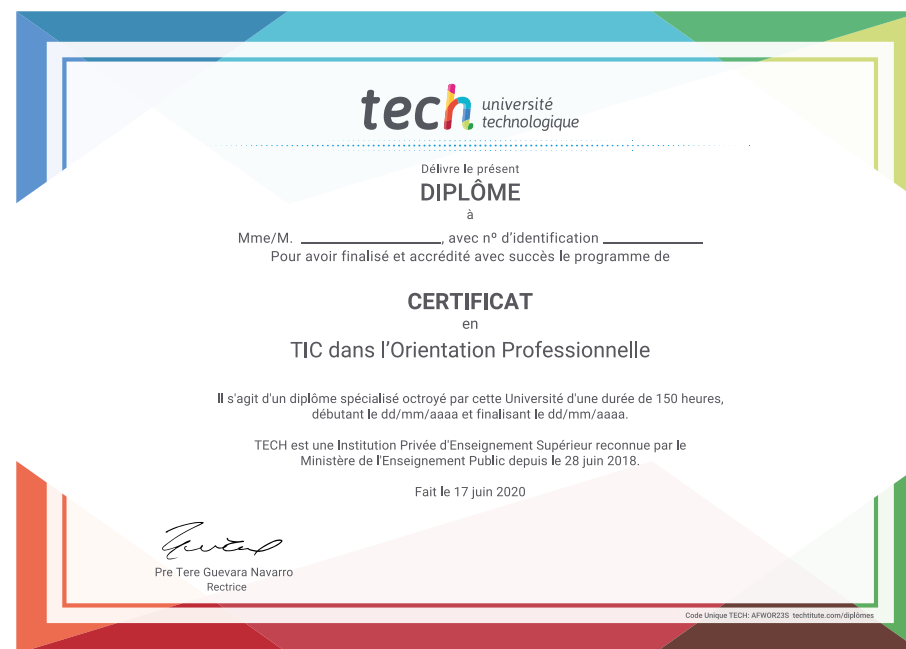 tech université
technologique
Délivre le présent
DIPLÔME
à
Mme/M. ____________________, avec nº d'identification ______________
Pour avoir finalisé et accrédité avec succès le programme de
CERTIFICAT
en
TIC dans l'Orientation Professionnelle
Il s'agit d'un diplôme spécialisé octroyé par cette Université d'une durée de 150 heures,
débutant le dd/mm/aaaa et finalisant le dd/mm/aaaa.
TECH est une Institution Privée d'Enseignement Supérieur reconnue par le
Ministère de l'Enseignement Public depuis le 28 juin 2018.
Fait le 17 juin 2020
Pre Tere Guevara Navarro
Rectrice
Code Unique TECH: AFWOR23S techtitute.com/diplômes